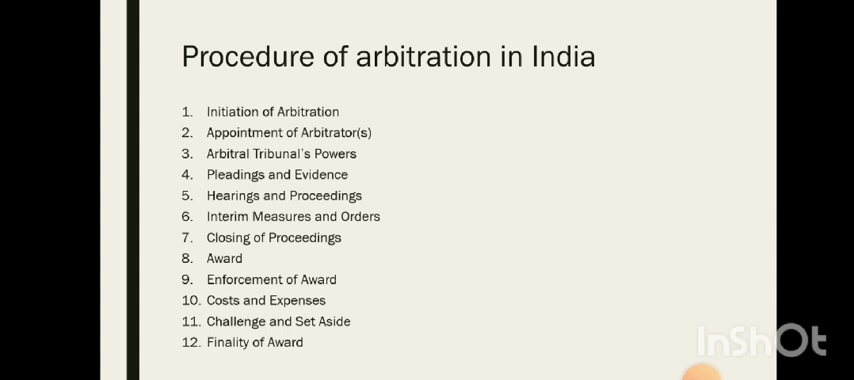 Procedure of arbitration in India
1. Initiation of Arbitration
2. Appointment of Arbitrator(s)
3. Arbitral Tribunal's Powers
4. Pleadings and Evidence
5. Hearings and Proceedings
6. Interim Measures and Orders
7. Closing of Proceedings
8. Award
9. Enforcement of Award
10. Costs and Expenses
11. Challenge and Set Aside
12. Finality of Award
InShOt